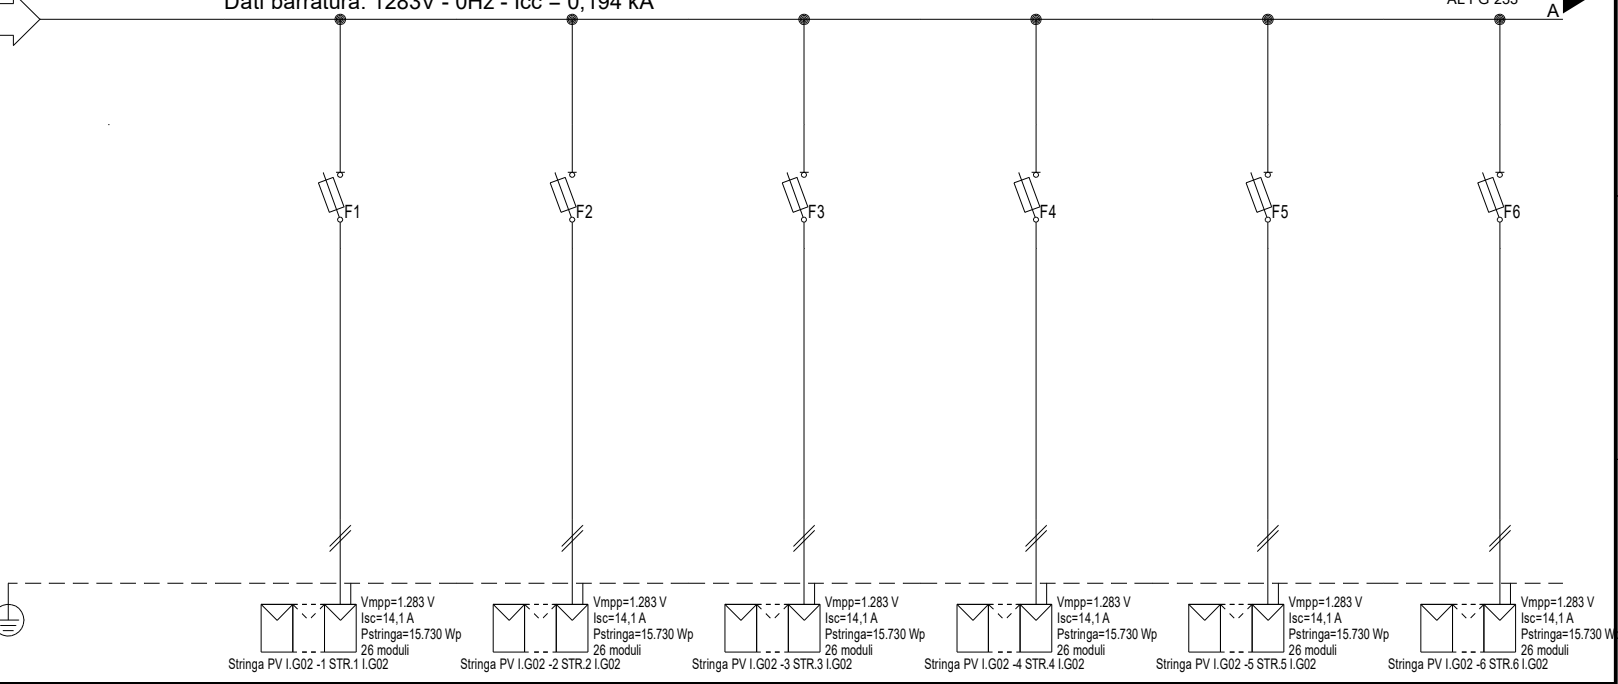 Dati barratura: 1283V - 0Hz - Icc = 0,194 kA
A
F1
F2
F3
F4
F5
F6
Vmpp=1.283 V
Isc=14,1 A
Pstringa=15.730 Wp
26 moduli
Stringa PV I.G02 -1 STR.1 I.G02
Vmpp=1.283 V
Isc=14,1 A
Pstringa=15.730 Wp
26 moduli
Stringa PV I.G02 -2 STR.2 I.G02
Vmpp=1.283 V
Isc=14,1 A
Pstringa=15.730 Wp
26 moduli
Stringa PV I.G02 -3 STR.3 I.G02
Vmpp=1.283 V
Isc=14,1 A
Pstringa=15.730 Wp
26 moduli
Stringa PV I.G02 -4 STR.4 I.G02
Vmpp=1.283 V
Isc=14,1 A
Pstringa=15.730 Wp
26 moduli
Stringa PV I.G02 -5 STR.5 I.G02
Vmpp=1.283 V
Isc=14,1 A
Pstringa=15.730 W
26 moduli
Stringa PV I.G02 -6 STR.6 I.G02